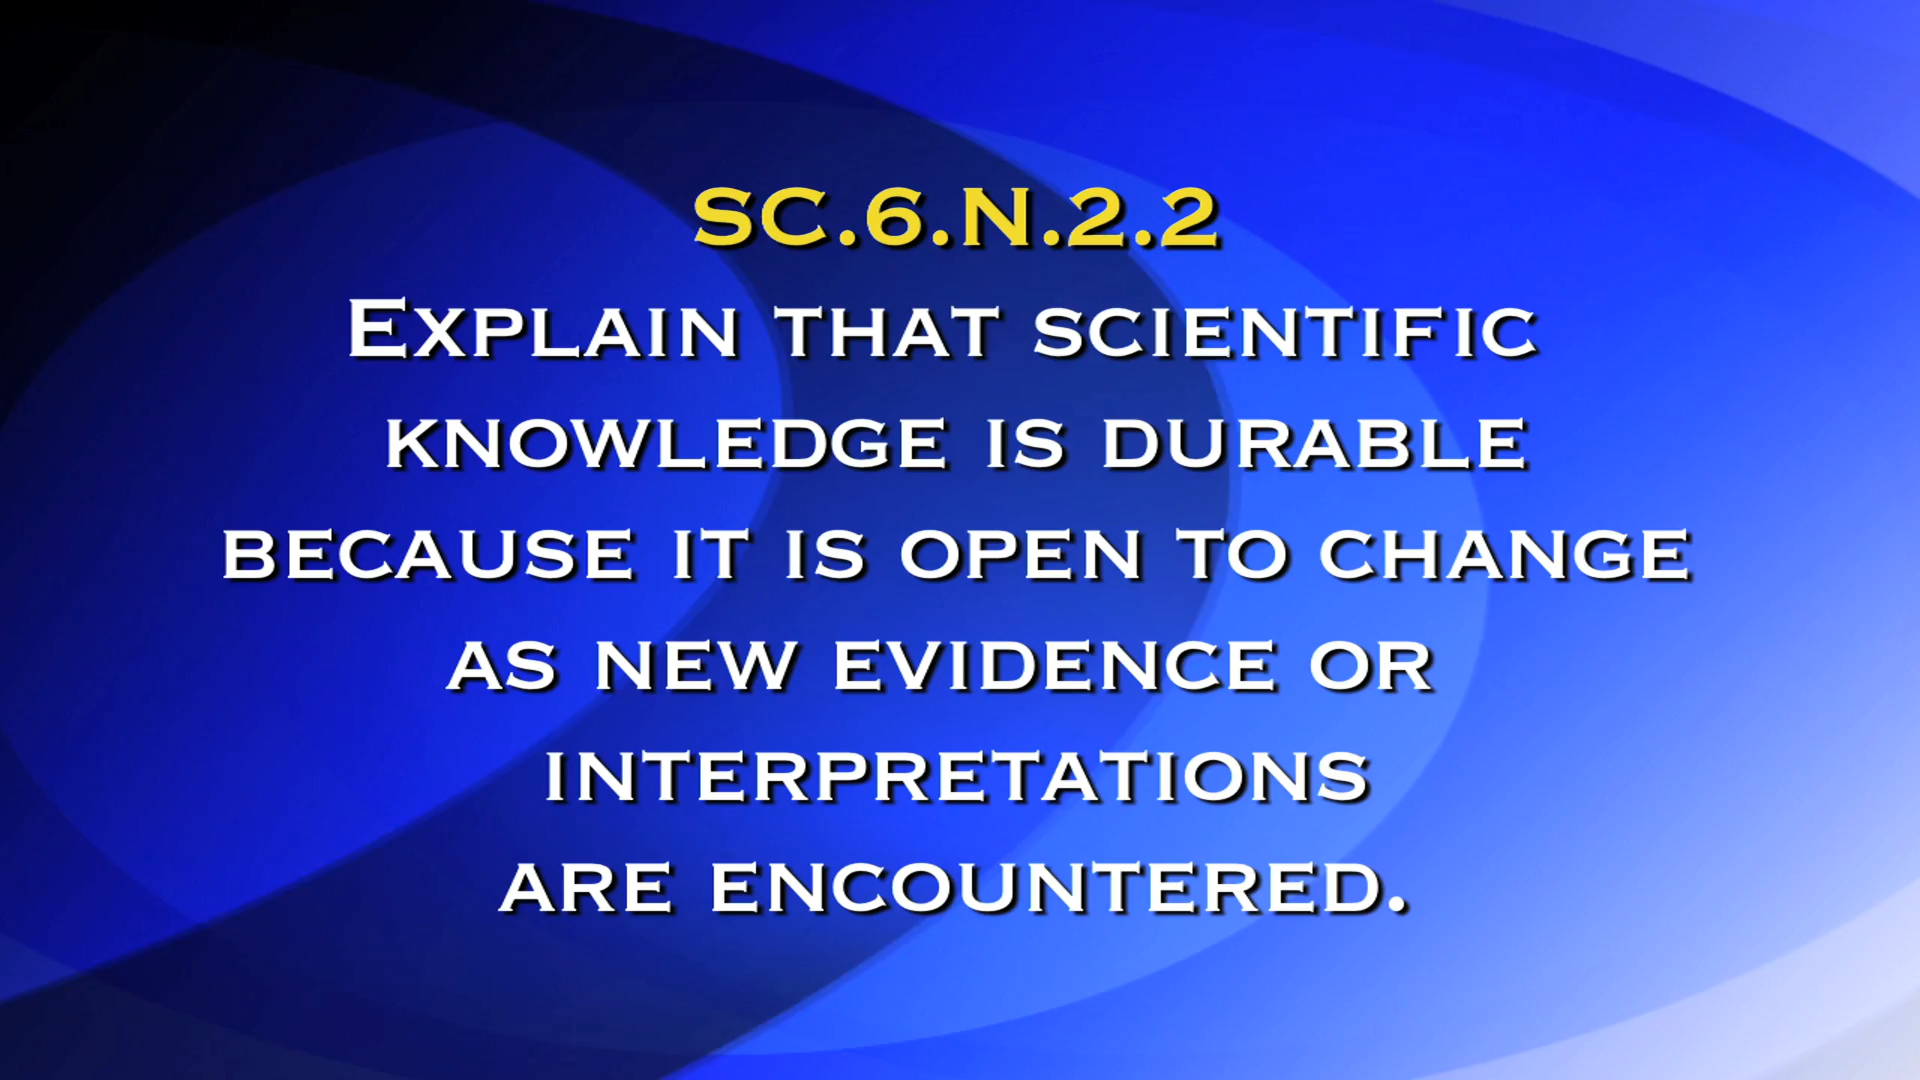 SC.6.N.2.2
Explain that scientific
knowledge is durable
because it is open to change
as new evidence or
interpretations
are encountered.